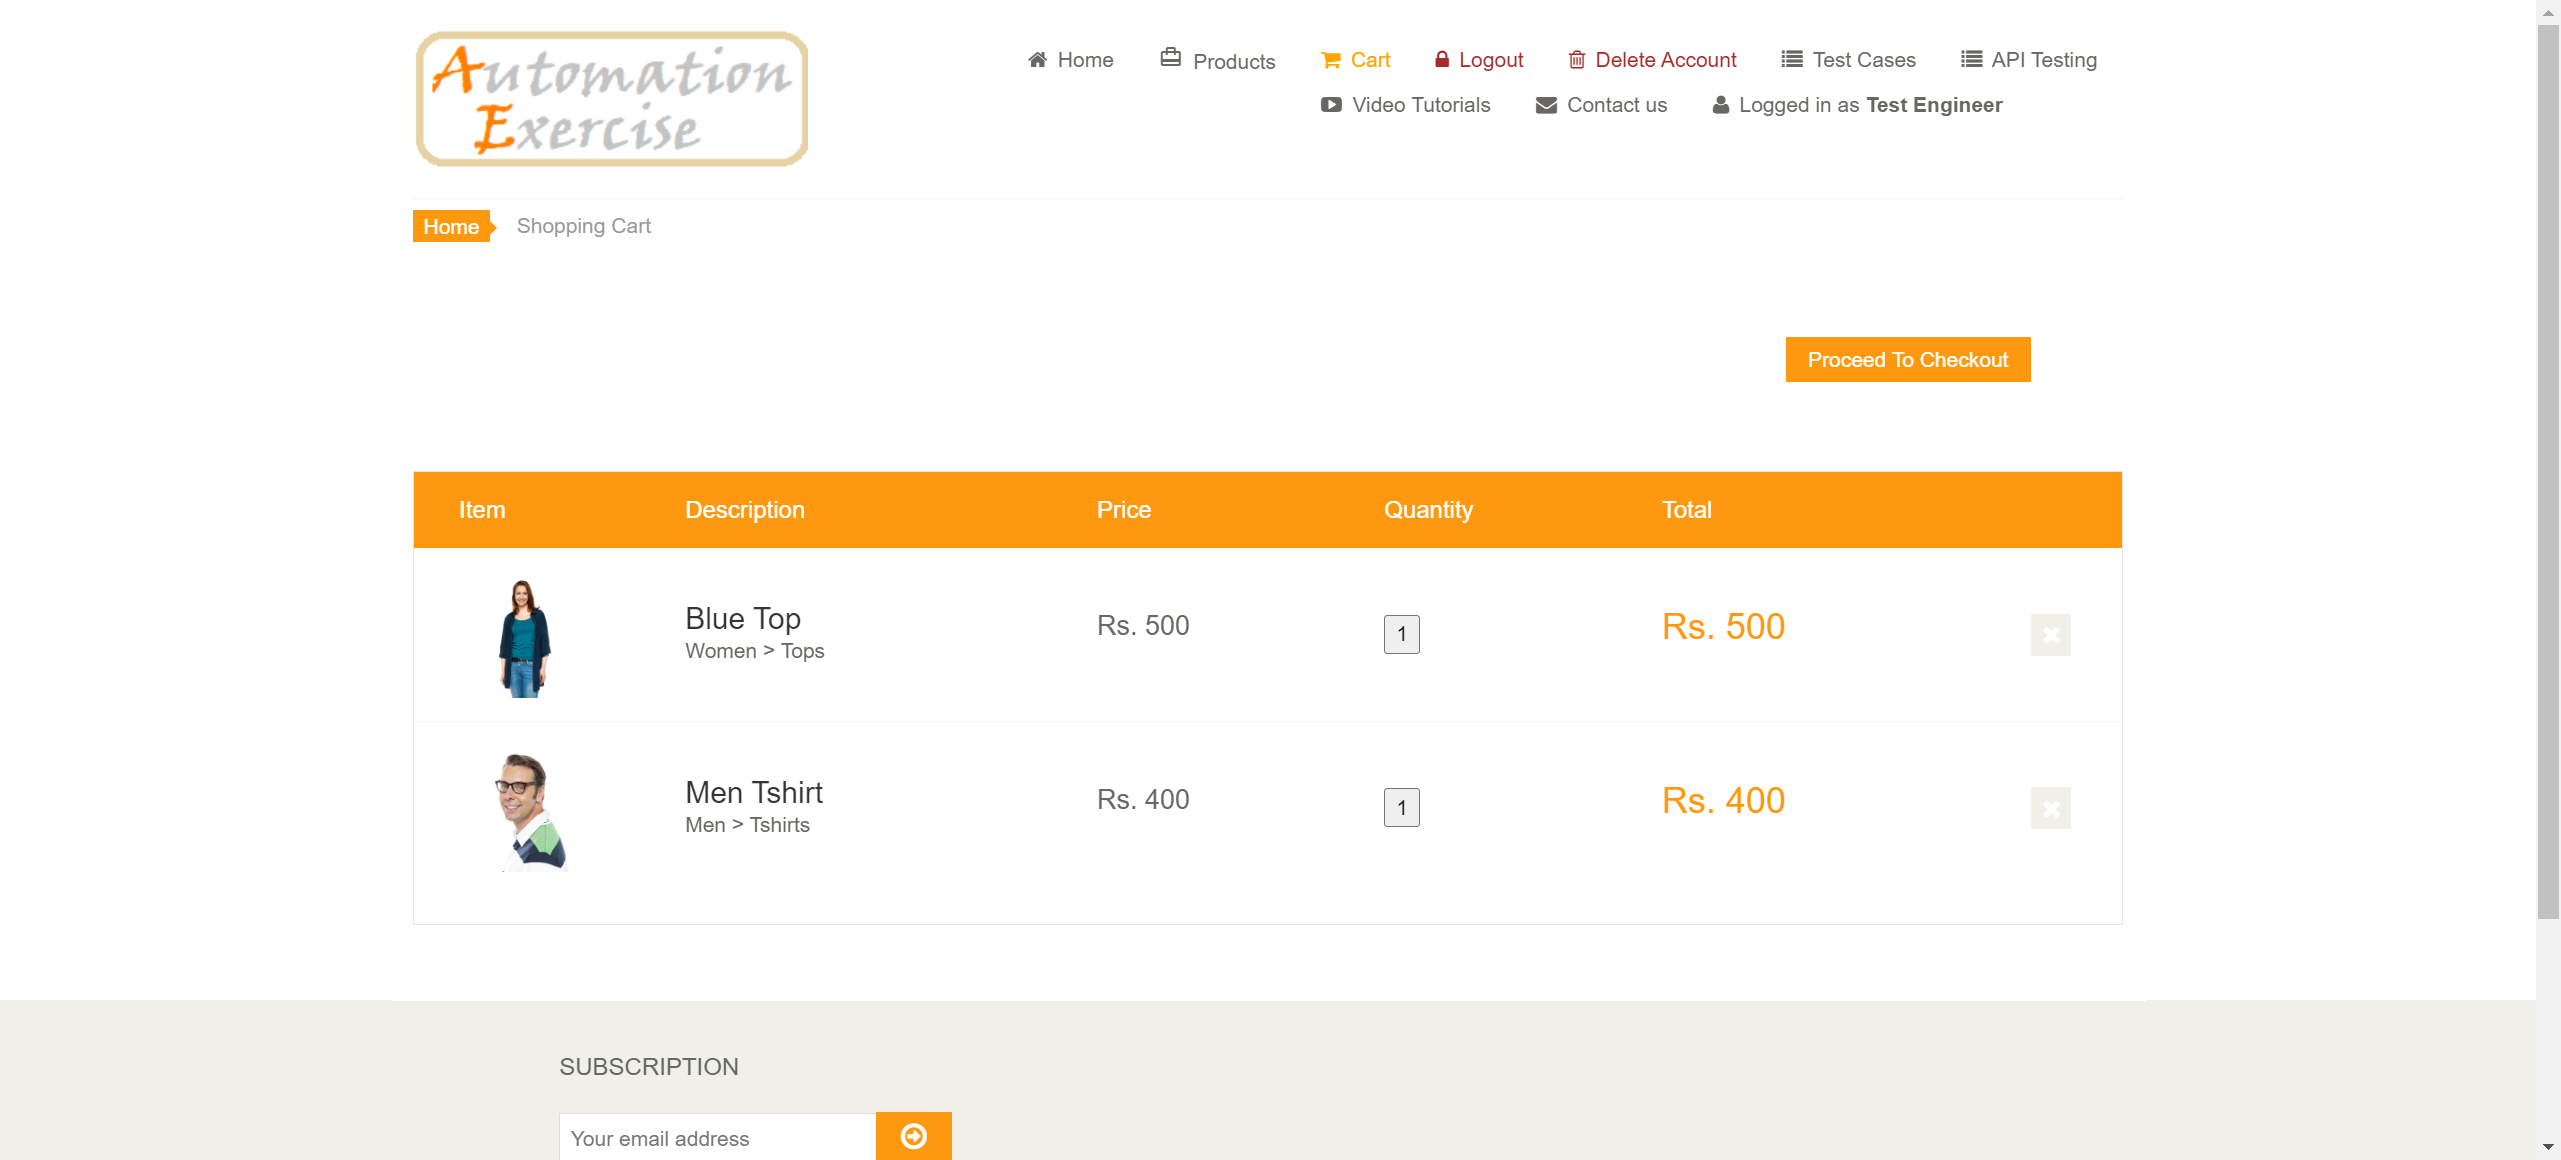 Automation
Exercise
Home Products Cart Logout Delete Account Test Cases API Testing
Video Tutorials Contact us Logged in as Test Engineer
Home Shopping Cart
Proceed To Checkout
Item Description Price Quantity Total
Blue Top Rs. 500 1 Rs. 500
Women > Tops
Men Tshirt Rs. 400 1 Rs. 400
Men > Tshirts
SUBSCRIPTION
Your email address